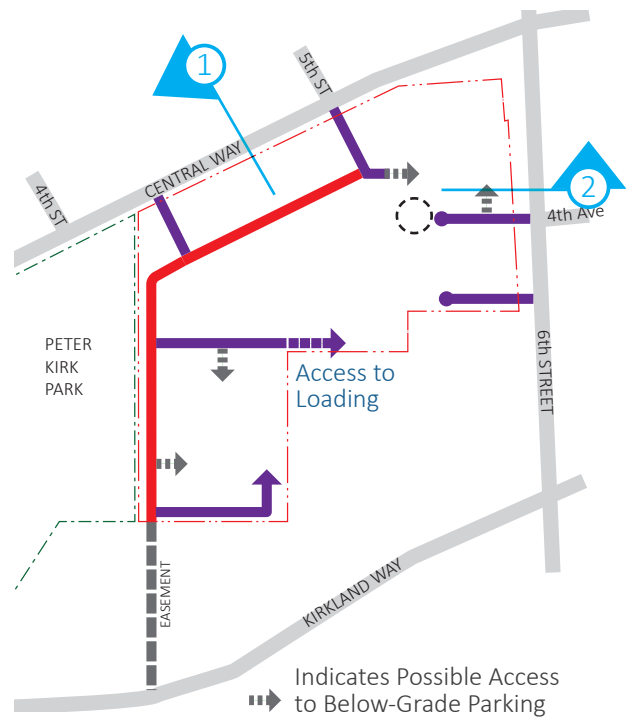 1
5th ST
CENTRAL WAY
4th ST
2
4th Ave
PETER
KIRK
PARK
6th STREET
Access to
Loading
EASEMENT
KIRKLAND WAY
Indicates Possible Access
to Below-Grade Parking